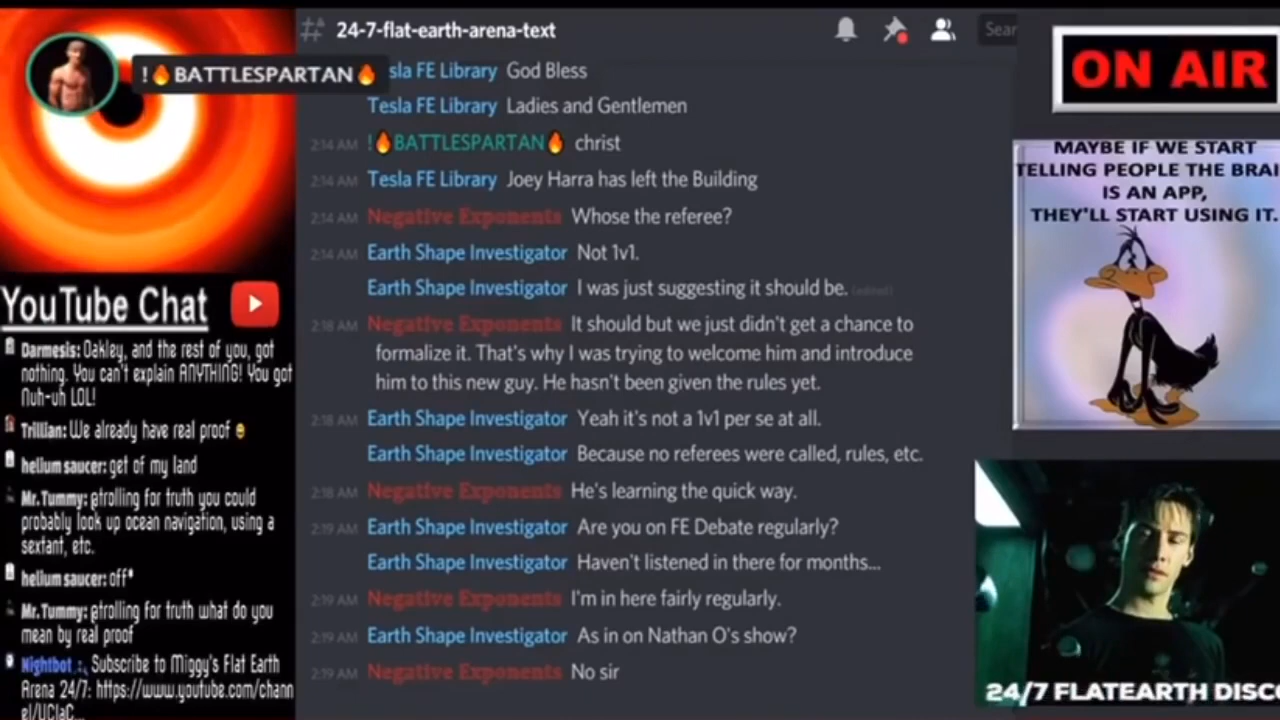 24-7-flat-earth-arena-text
!🔥BATTLESPARTAN🔥
sla FE Library God Bless
Tesla FE Library Ladies and Gentlemen
2:14 AM !🔥BATTLESPARTAN🔥 christ
2:14 AM Tesla FE Library Joey Harra has left the Building
2:14 AM Negative Exponents Whose the referee?
2:14 AM Earth Shape Investigator Not 1v1.
Earth Shape Investigator I was just suggesting it should be. (edited)
2:18 AM Negative Exponents It should but we just didn't get a chance to
formalize it. That's why I was trying to welcome him and introduce
him to this new guy. He hasn't been given the rules yet.
2:18 AM Earth Shape Investigator Yeah it's not a 1v1 per se at all.
Earth Shape Investigator Because no referees were called, rules, etc.
2:18 AM Negative Exponents He's learning the quick way.
2:19 AM Earth Shape Investigator Are you on FE Debate regularly?
Earth Shape Investigator Haven't listened in there for months...
2:19 AM Negative Exponents I'm in here fairly regularly.
2:19 AM Earth Shape Investigator As in on Nathan O's show?
2:19 AM Negative Exponents No sir
YouTube Chat
Darmesis: Oakley, and the rest of you, got
nothing. You can't explain ANYTHING! You got
Nuh-uh LOL!
Trillian: We already have real proof
helium saucer: get of my land
Mr.Tummy: @trolling for truth you could
probably look up ocean navigation, using a
sextant, etc.
helium saucer: off*
Mr.Tummy: @trolling for truth what do you
mean by real proof
Nightbot : Subscribe to Miggy's Flat Earth
Arena 24/7: https://www.youtube.com/chann
el/UCIaC...
Sear
ON AIR
MAYBE IF WE START
TELLING PEOPLE THE BRAI
IS AN APP,
THEY'LL START USING IT.
24/7 FLATEARTH DISCO